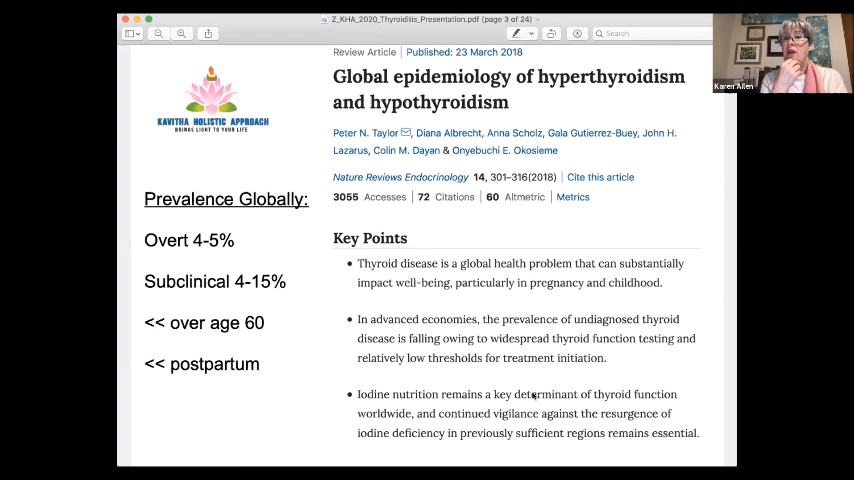 Z_KHA_2020_Thyroiditis_Presentation.pdf (page 3 of 24)
Search
Karen Allen
KAVITHA HOLISTIC APPROACH
BRINGS LIGHT TO YOUR LIFE
Prevalence Globally:
Overt 4-5%
Subclinical 4-15%
<< over age 60
<< postpartum
Review Article | Published: 23 March 2018
Global epidemiology of hyperthyroidism
and hypothyroidism
Peter N. Taylor, Diana Albrecht, Anna Scholz, Gala Gutierrez-Buey, John H.
Lazarus, Colin M. Dayan & Onyebuchi E. Okosieme
Nature Reviews Endocrinology 14, 301–316(2018) | Cite this article
3055 Accesses | 72 Citations | 60 Altmetric | Metrics
Key Points
• Thyroid disease is a global health problem that can substantially
impact well-being, particularly in pregnancy and childhood.
• In advanced economies, the prevalence of undiagnosed thyroid
disease is falling owing to widespread thyroid function testing and
relatively low thresholds for treatment initiation.
• Iodine nutrition remains a key determinant of thyroid function
worldwide, and continued vigilance against the resurgence of
iodine deficiency in previously sufficient regions remains essential.